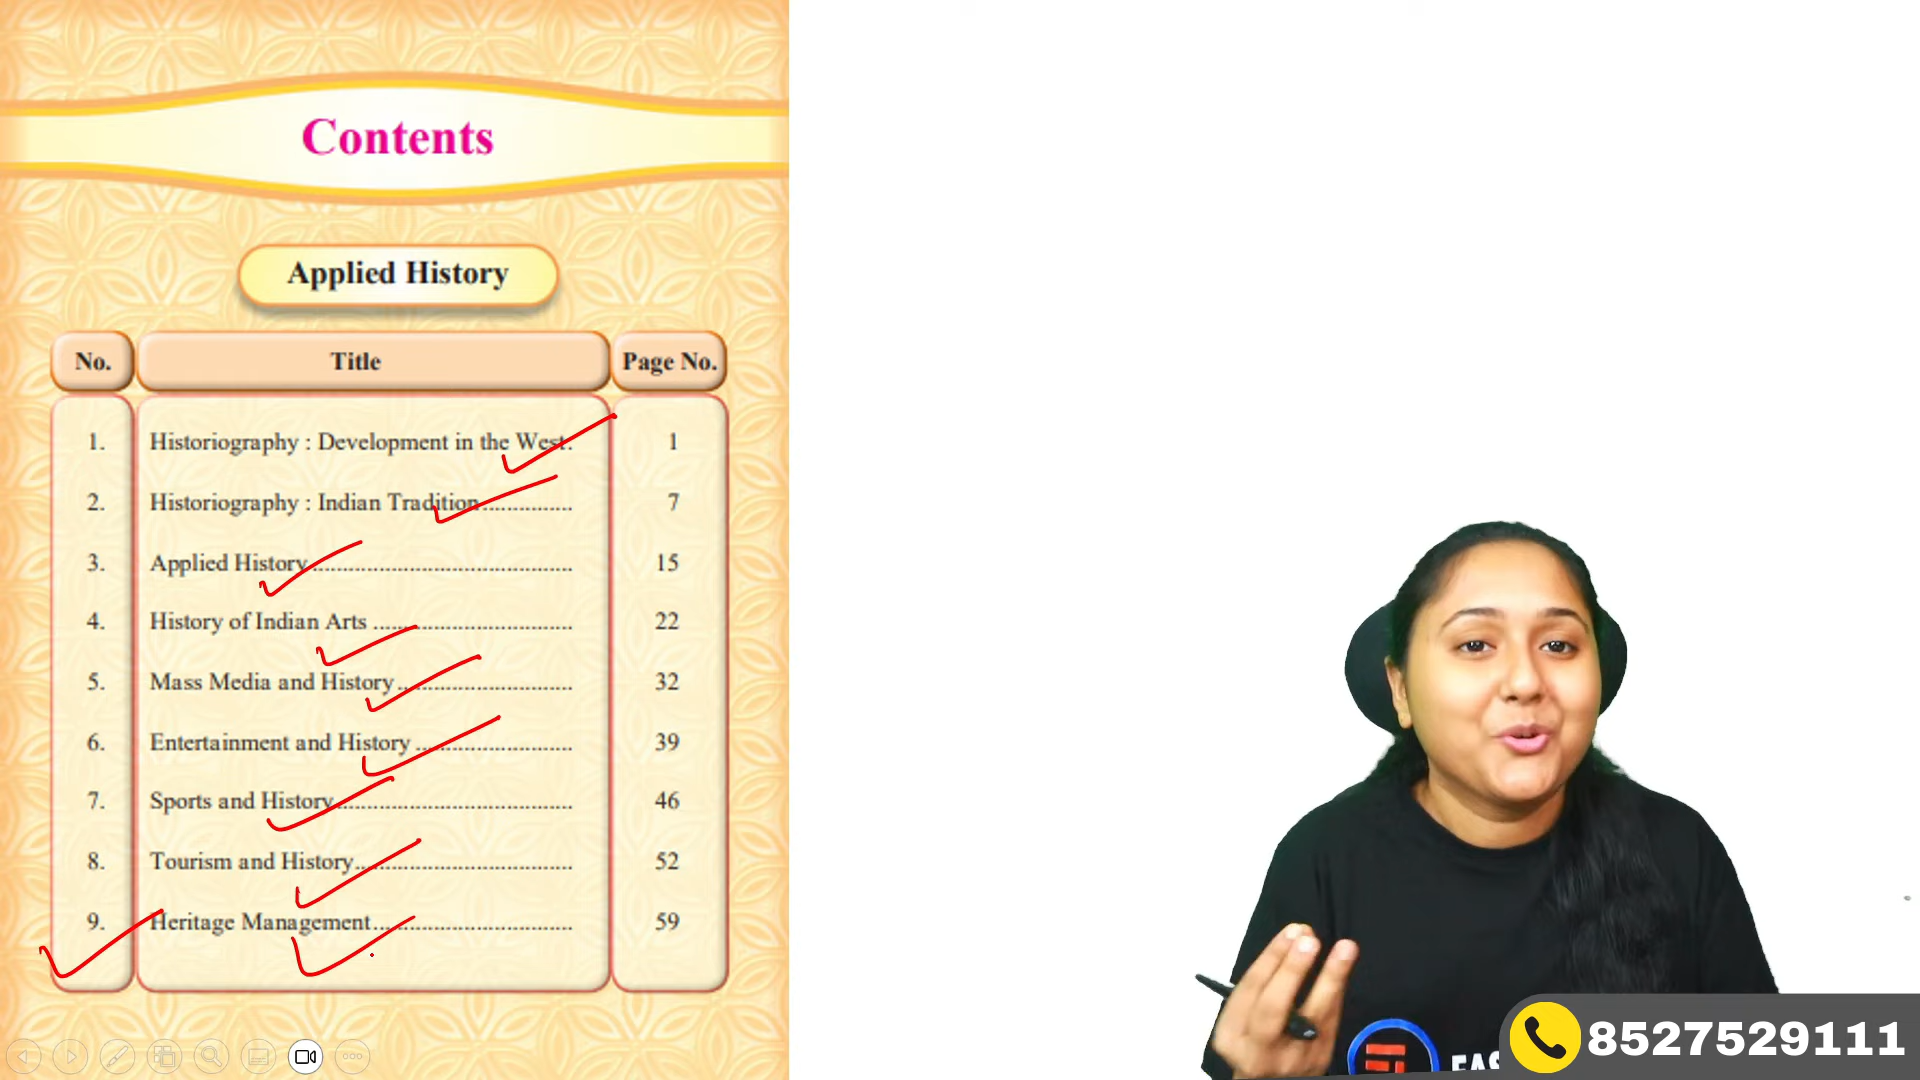 Contents
Applied History
No. Title Page No.
1. Historiography : Development in the West. 1
2. Historiography : Indian Tradition ............... 7
3. Applied History ........................................... 15
4. History of Indian Arts ................................. 22
5. Mass Media and History ............................. 32
6. Entertainment and History .......................... 39
7. Sports and History ....................................... 46
8. Tourism and History .................................... 52
9. Heritage Management ................................. 59
EAS
8527529111